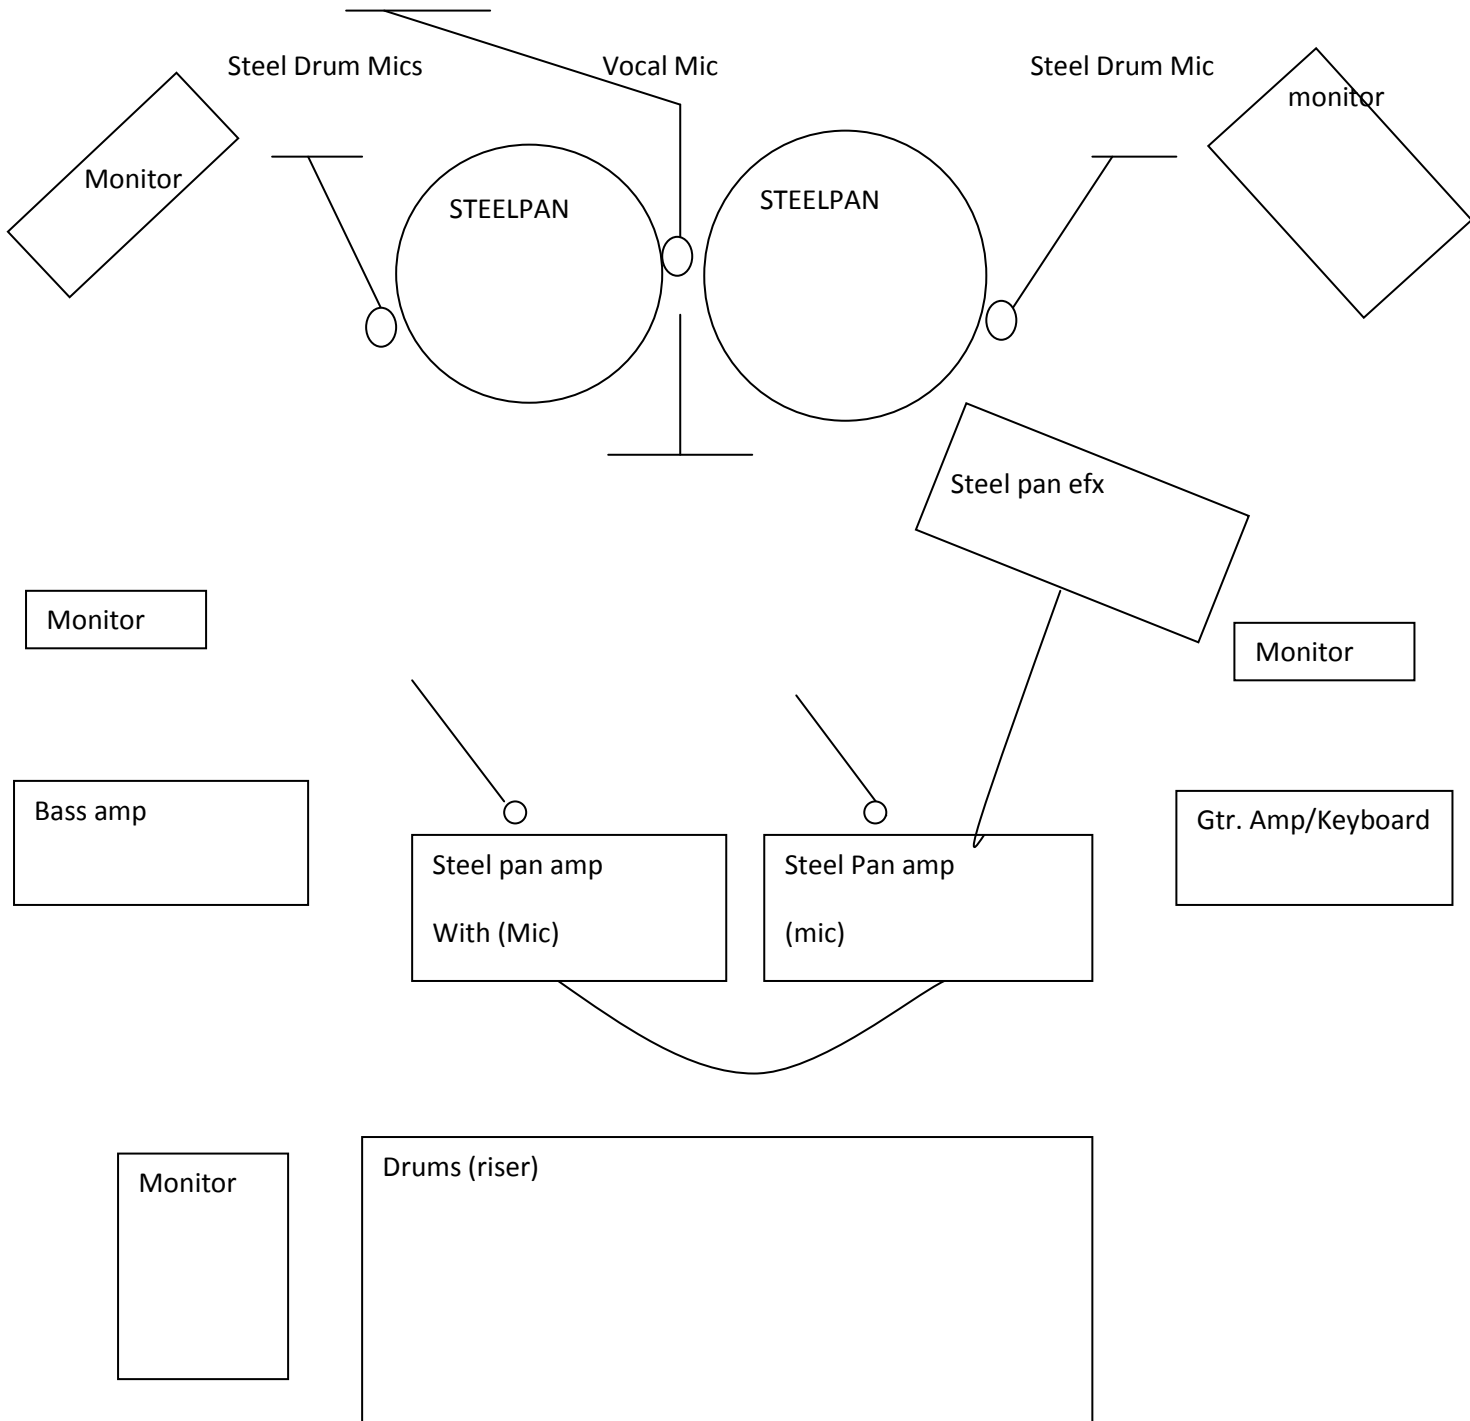 Steel Drum Mics
Vocal Mic
Steel Drum Mic
monitor
Monitor
STEELPAN
STEELPAN
Steel pan efx
Monitor
Monitor
Bass amp
Steel pan amp
With (Mic)
Steel Pan amp
(mic)
Gtr. Amp/Keyboard
Monitor
Drums (riser)